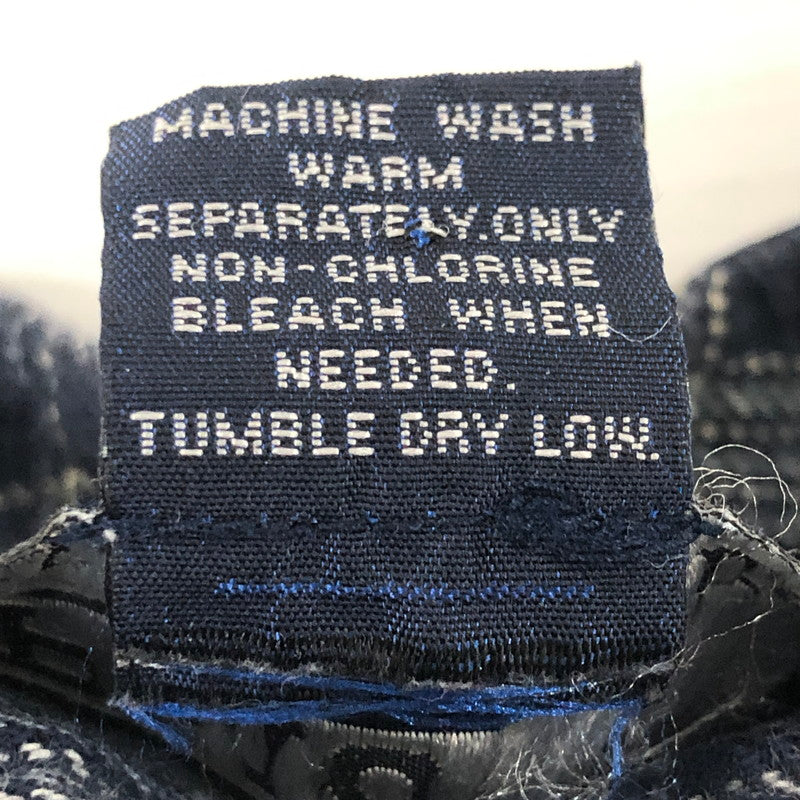 MACHINE WASH
WARM
SEPARATELY.ONLY
NON-CHLORINE
BLEACH WHEN
NEEDED.
TUMBLE DRY LOW.